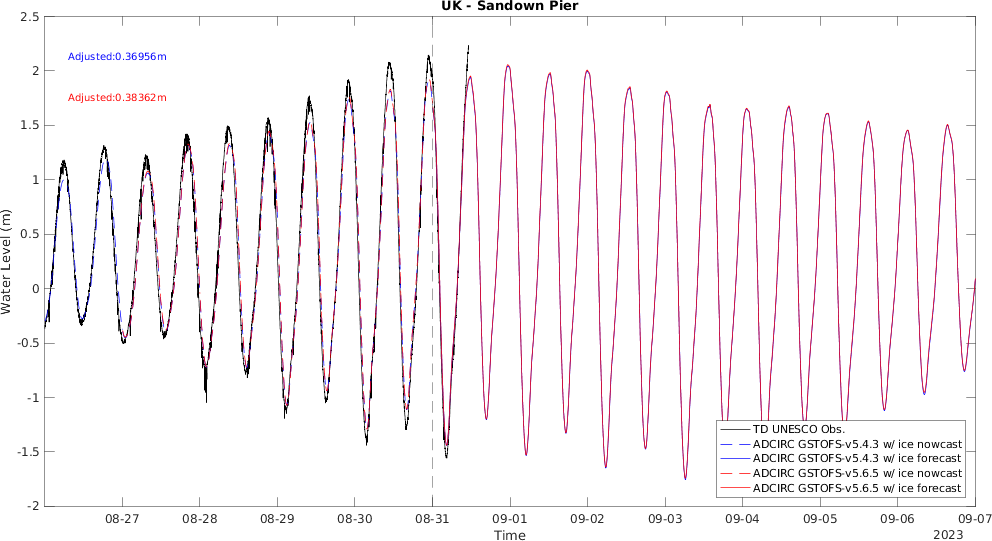 UK - Sandown Pier
2.5
2
1.5
1
0.5
0
-0.5
-1
-1.5
-2
Water Level (m)
Adjusted:0.36956m
Adjusted:0.38362m
TD UNESCO Obs.
ADCIRC GSTOFS-v5.4.3 w/ ice nowcast
ADCIRC GSTOFS-v5.4.3 w/ ice forecast
ADCIRC GSTOFS-v5.6.5 w/ ice nowcast
ADCIRC GSTOFS-v5.6.5 w/ ice forecast
08-27 08-28 08-29 08-30 08-31 09-01 09-02 09-03 09-04 09-05 09-06 09-07
Time
2023